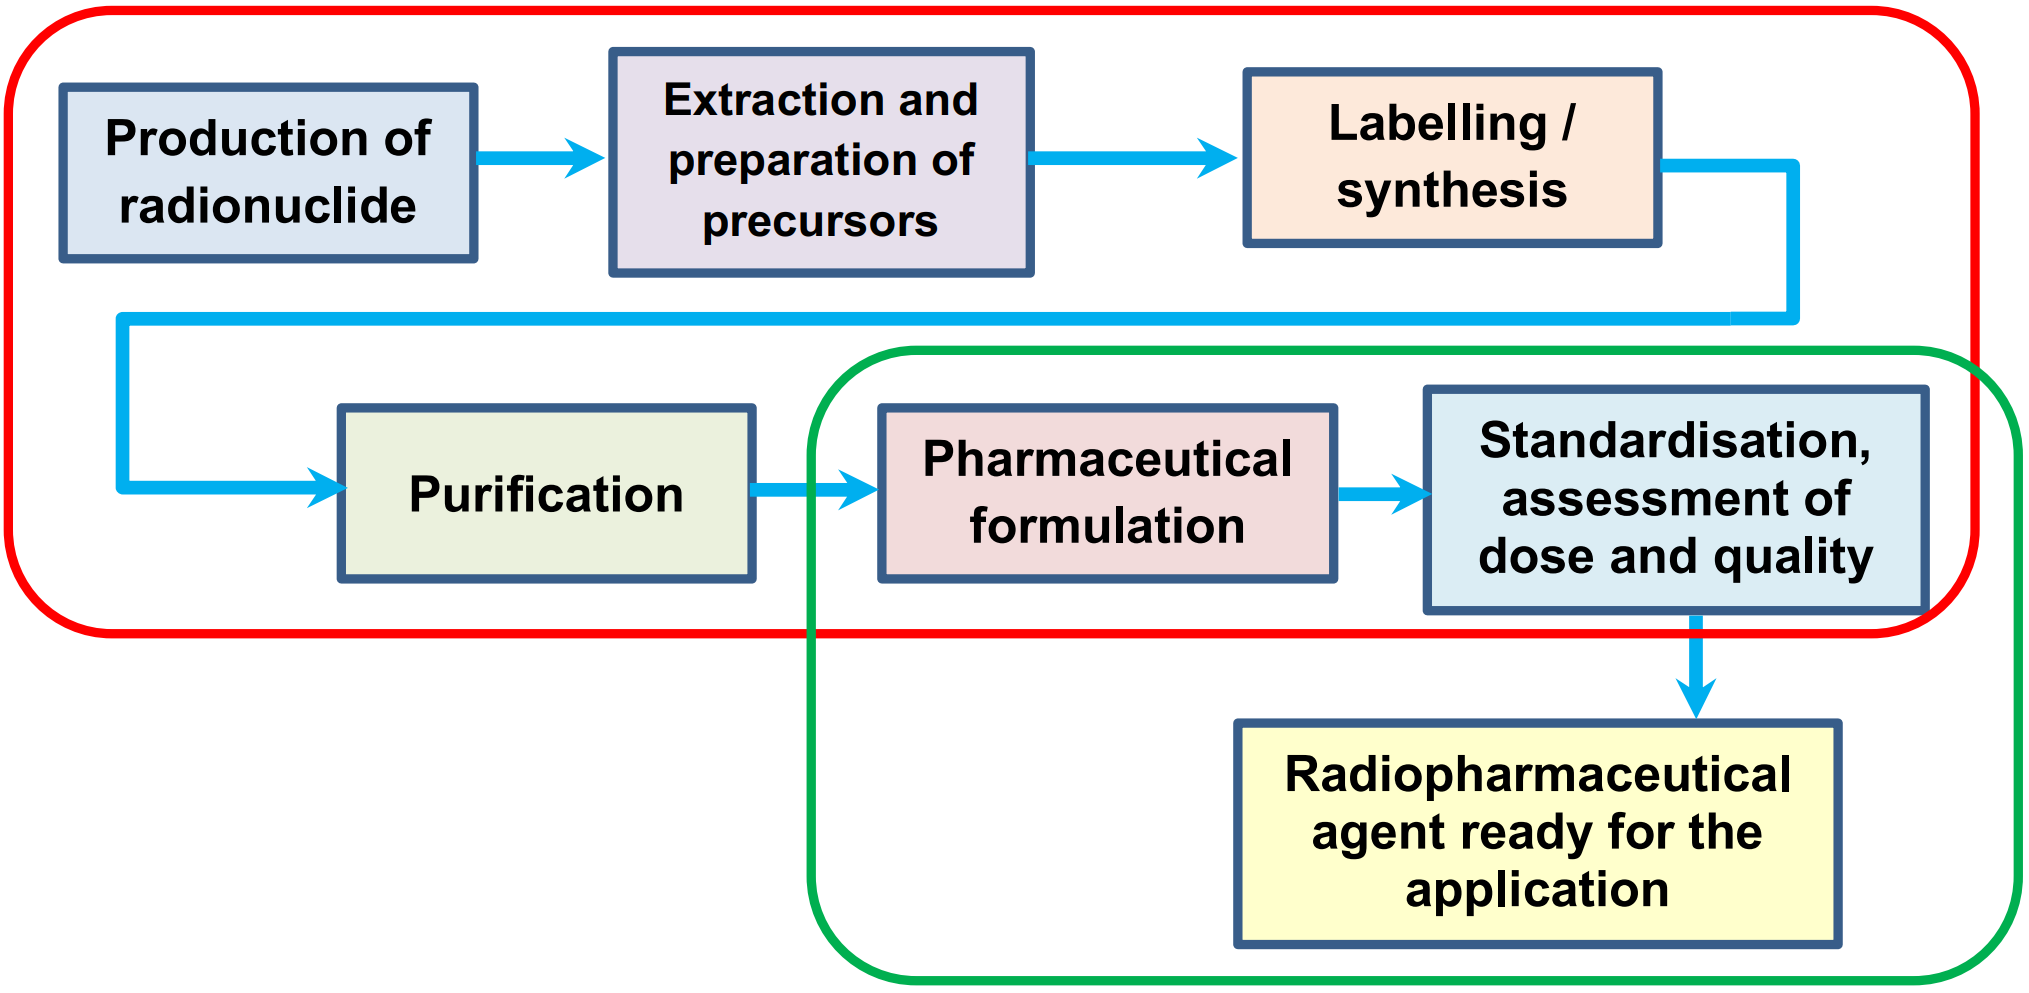 Production of
radionuclide
Extraction and
preparation of
precursors
Labelling /
synthesis
Purification
Pharmaceutical
formulation
Standardisation,
assessment of
dose and quality
Radiopharmaceutical
agent ready for the
application